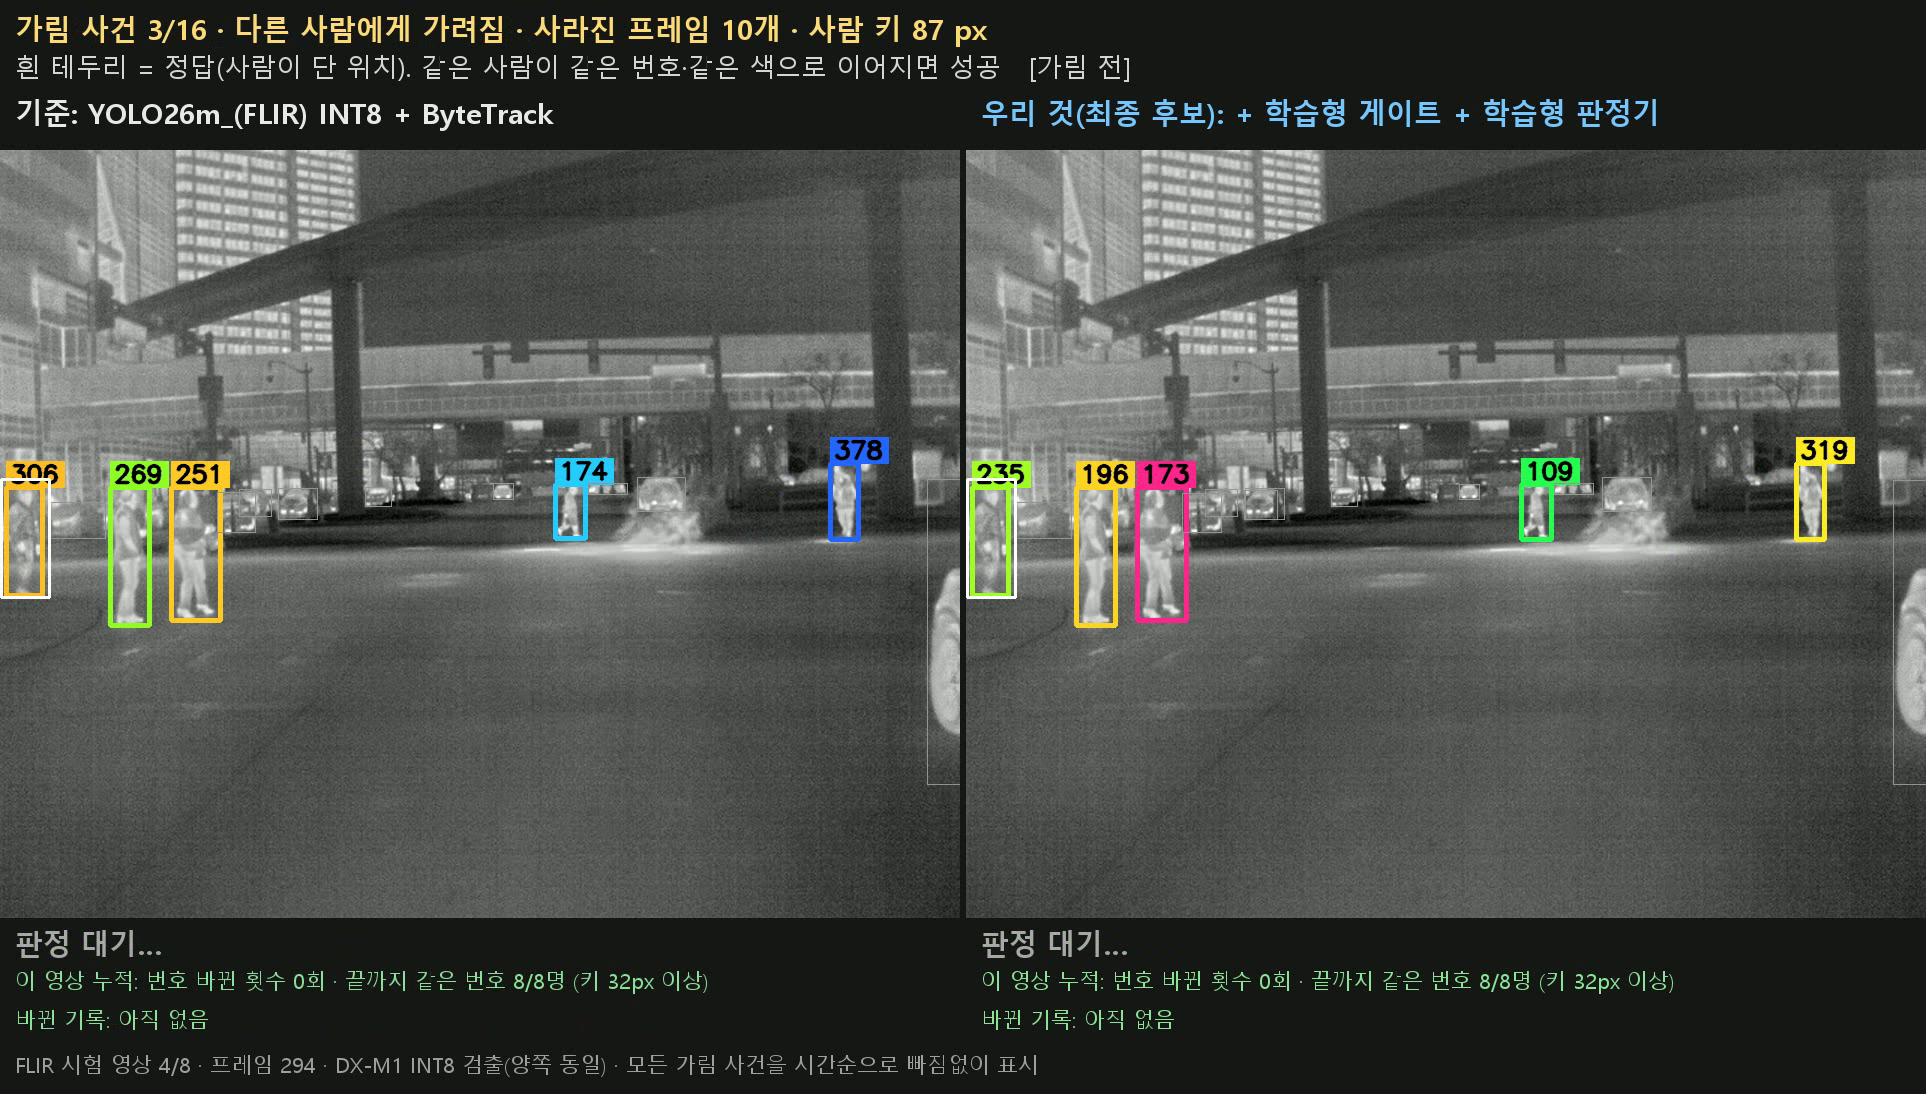 가림 사건 3/16 · 다른 사람에게 가려짐 · 사라진 프레임 10개 · 사람 키 87 px
흰 테두리 = 정답(사람이 단 위치). 같은 사람이 같은 번호·같은 색으로 이어지면 성공 [가림 전]
기준: YOLO26m_(FLIR) INT8 + ByteTrack
우리 것(최종 후보): + 학습형 게이트 + 학습형 판정기
306 269 251 174 378
235 196 173 109 319
판정 대기...
이 영상 누적: 번호 바뀐 횟수 0회 · 끝까지 같은 번호 8/8명 (키 32px 이상)
바뀐 기록: 아직 없음
판정 대기...
이 영상 누적: 번호 바뀐 횟수 0회 · 끝까지 같은 번호 8/8명 (키 32px 이상)
바뀐 기록: 아직 없음
FLIR 시험 영상 4/8 · 프레임 294 · DX-M1 INT8 검출(양쪽 동일) · 모든 가림 사건을 시간순으로 빠짐없이 표시